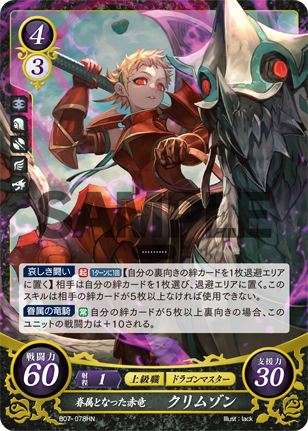 4
3
SAMPLE
………
哀しき闘い 起 1ターンに1回 【自分の裏向きの絆カードを1枚退避エリア
に置く】相手は自分の絆カードを1枚選び、退避エリアに置く。この
スキルは相手の絆カードが5枚以上なければ使用できない。
眷属の竜騎 常 自分の絆カードが5枚以上裏向きの場合、この
ユニットの戦闘力は+10される。
戦闘力 60
射程 1 上級職 ドラゴンマスター
支援力 30
眷属となった赤竜 クリムゾン
B07-078HN
Illust : lack